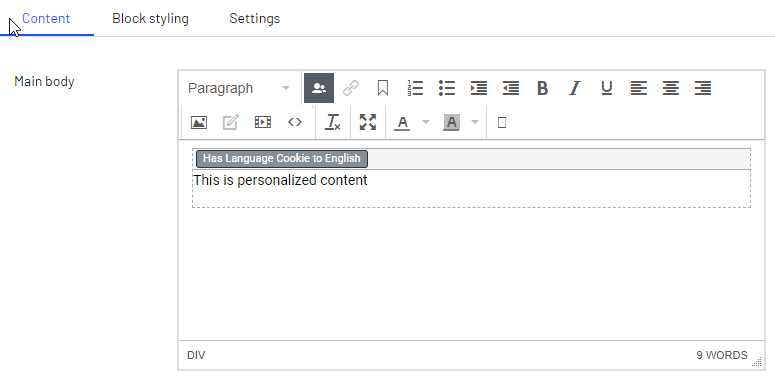 Content Block styling Settings
Main body
Paragraph
Has Language Cookie to English
This is personalized content
DIV 9 WORDS